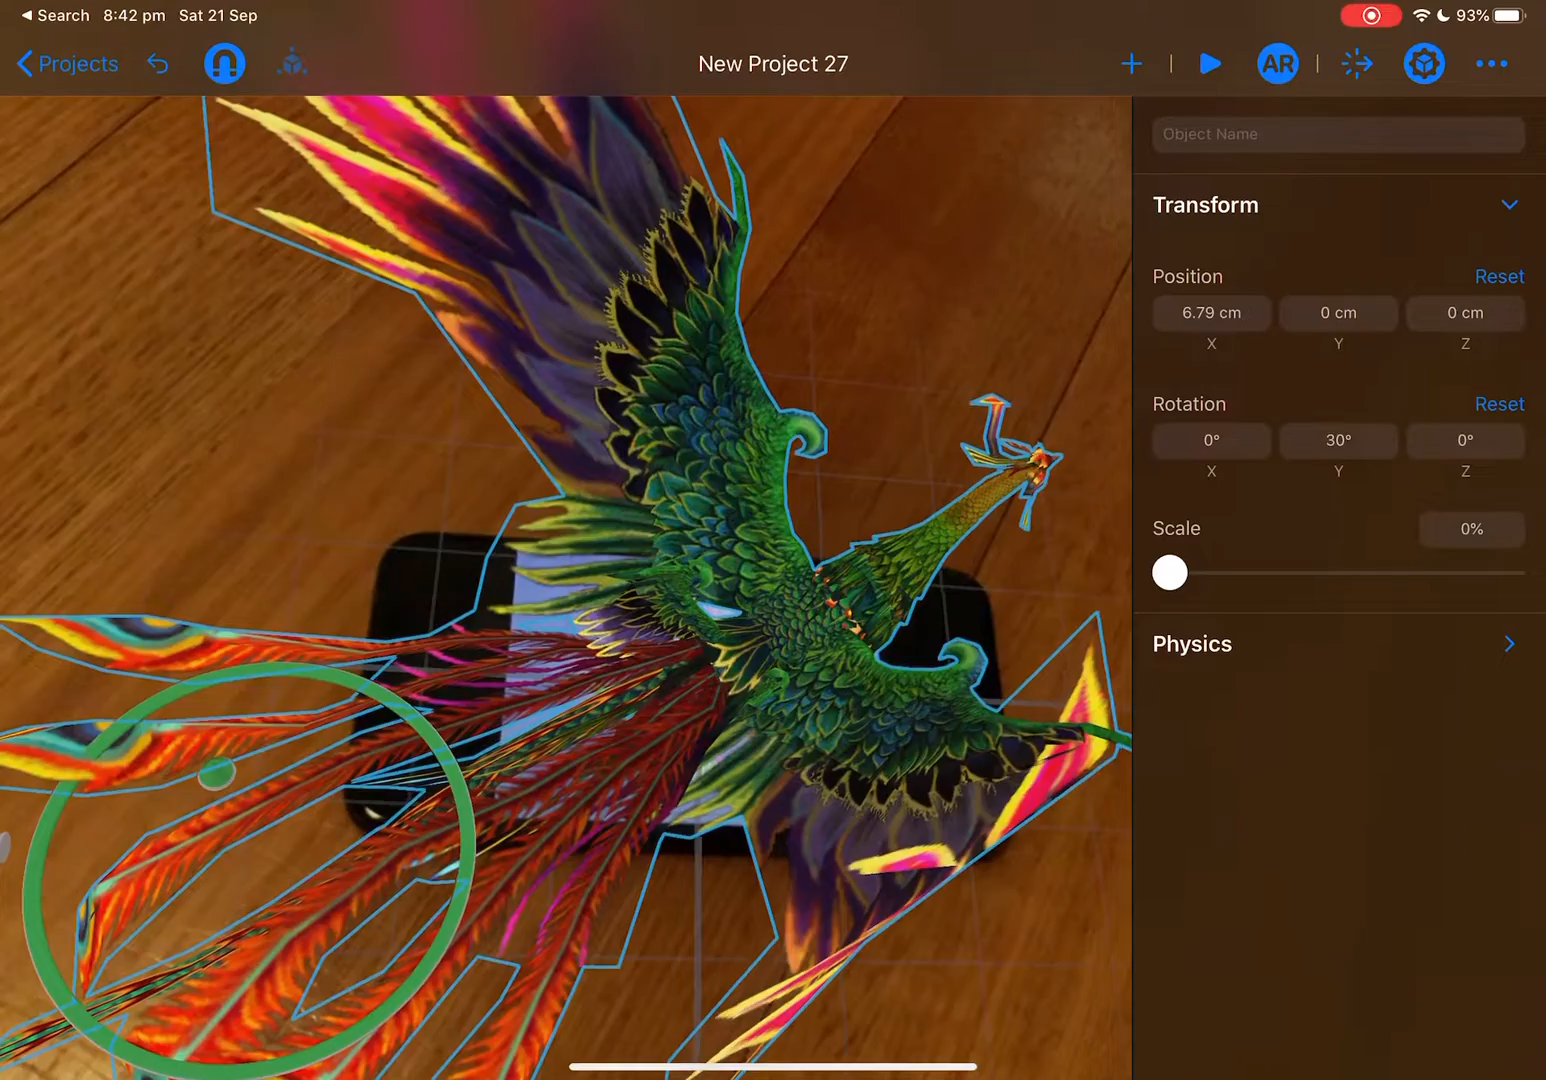 Search 8:42 pm Sat 21 Sep 93%
Projects New Project 27 AR
Object Name
Transform
Position Reset
6.79 cm 0 cm 0 cm
X Y Z
Rotation Reset
0° 30° 0°
X Y Z
Scale 0%
Physics